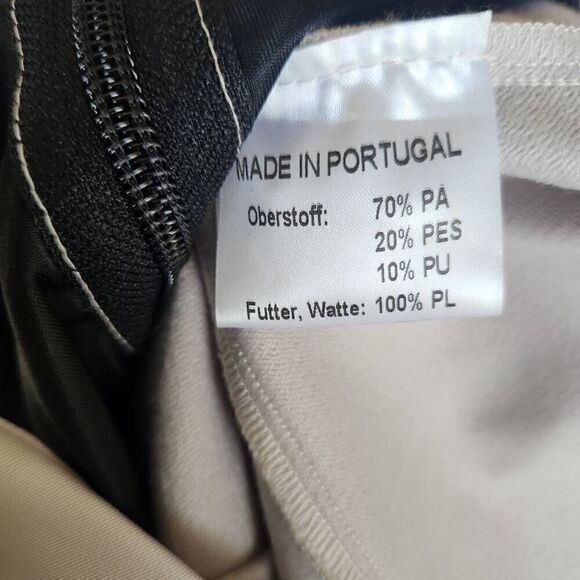 MADE IN PORTUGAL
Oberstoff: 70% PA
20% PES
10% PU
Futter, Watte: 100% PL